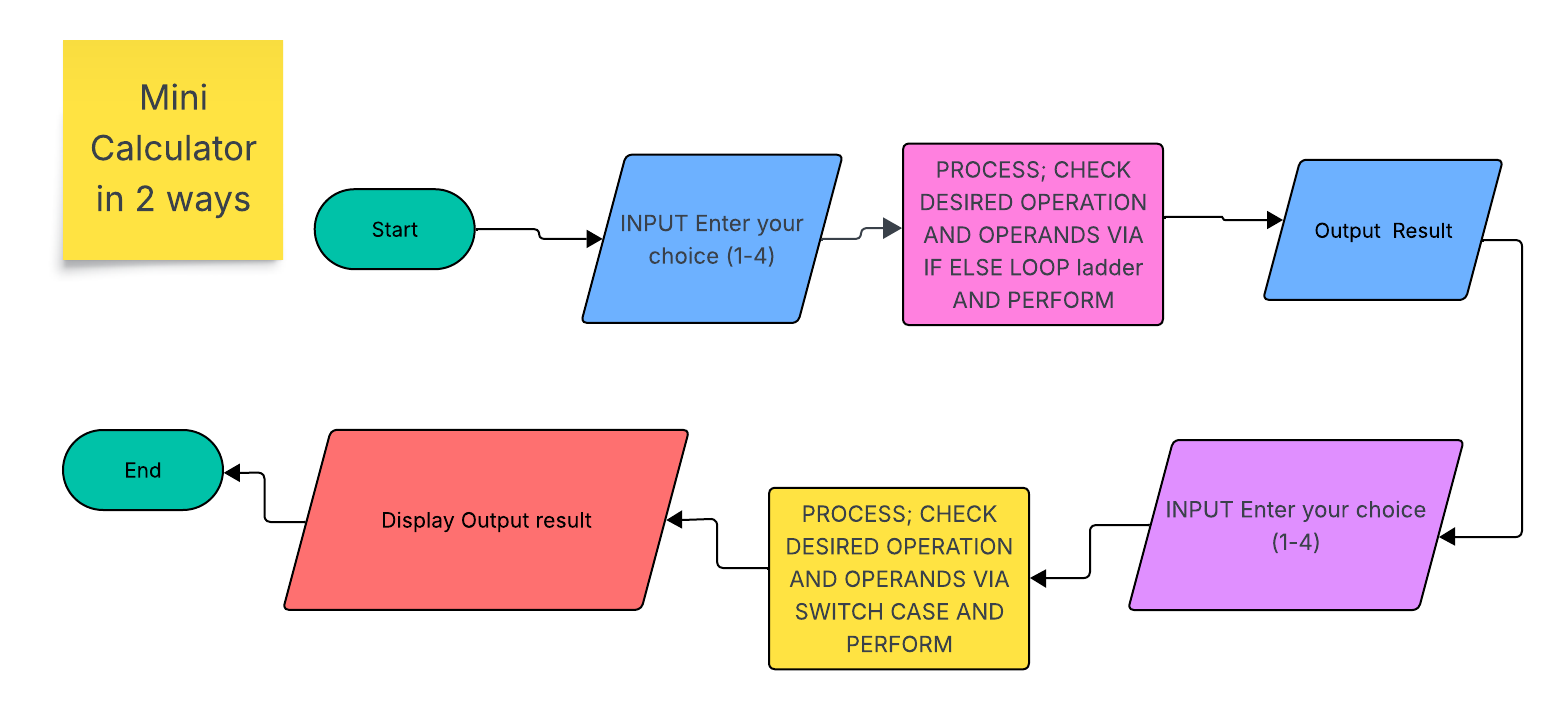 Mini
Calculator
in 2 ways
Start
INPUT Enter your
choice (1-4)
PROCESS; CHECK
DESIRED OPERATION
AND OPERANDS VIA
IF ELSE LOOP ladder
AND PERFORM
Output  Result
INPUT Enter your choice
(1-4)
PROCESS; CHECK
DESIRED OPERATION
AND OPERANDS VIA
SWITCH CASE AND
PERFORM
Display Output result
End